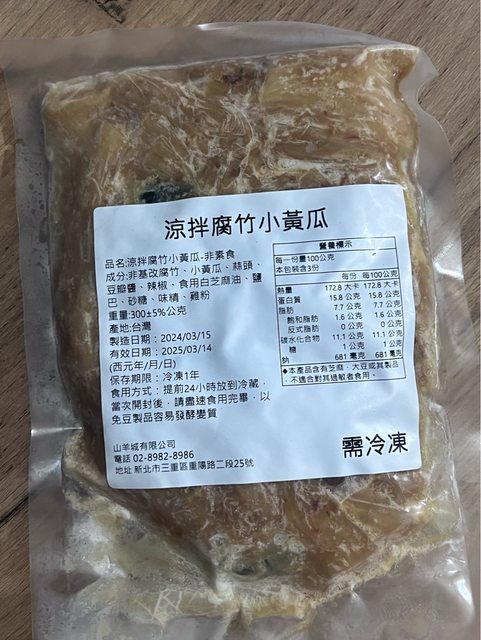 涼拌腐竹小黃瓜
品名:涼拌腐竹小黃瓜-非素食
成分:非基改腐竹、小黃瓜、蒜頭、
豆瓣醬、辣椒、食用白芝麻油、鹽
巴、砂糖、味精、雞粉
重量:300±5%公克
產地:台灣
製造日期：2024/03/15
有效日期：2025/03/14
(西元年/月/日)
保存期限：冷凍1年
食用方式：提前24小時放到冷藏，
當次開封後，請盡速食用完畢，以
免豆製品容易發酵變質
營養標示
每一份量100公克
本包裝含3份
每份 每100公克
熱量 172.8 大卡 172.8 大卡
蛋白質 15.8 公克 15.8 公克
脂肪 7.7 公克 7.7 公克
飽和脂肪 1.6 公克 1.6 公克
反式脂肪 0 公克 0 公克
碳水化合物 11.1 公克 11.1 公克
糖 1 公克 1 公克
鈉 681 毫克 681 毫克
◆本產品含有芝麻、大豆或其製品
，不適合對其過敏者食用。
山羊城有限公司
電話 02-8982-8986
地址 新北市三重區重陽路二段25號
需冷凍